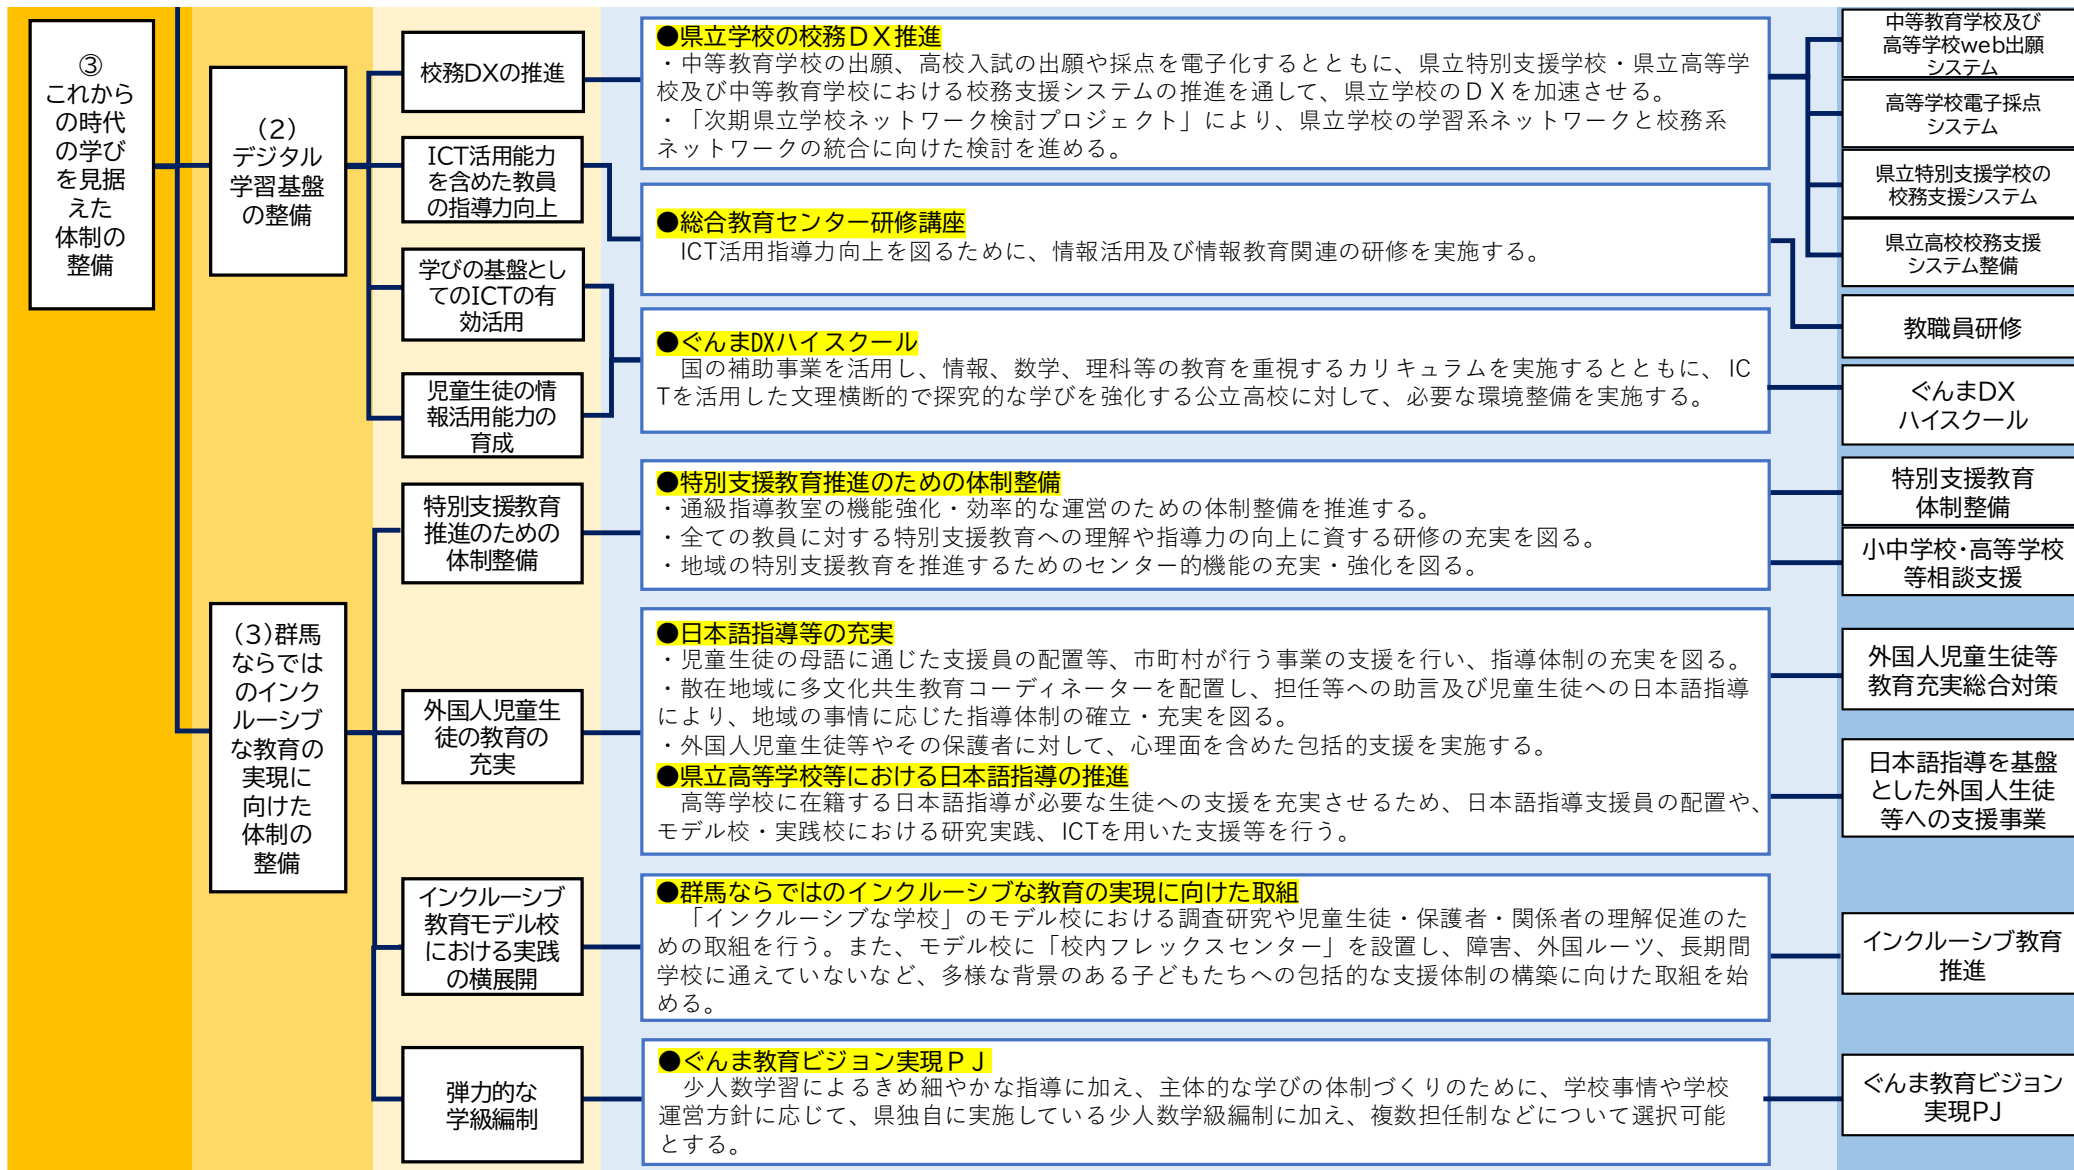 ③
これから
の時代
の学び
を見据
えた
体制の
整備
(2)
デジタル
学習基盤
の整備
校務DXの推進
ICT活用能力
を含めた教員
の指導力向上
学びの基盤とし
てのICTの有
効活用
児童生徒の情
報活用能力の
育成
●県立学校の校務ＤＸ推進
・中等教育学校の出願、高校入試の出願や採点を電子化するとともに、県立特別支援学校・県立高等学
校及び中等教育学校における校務支援システムの推進を通して、県立学校のＤＸを加速させる。
・「次期県立学校ネットワーク検討プロジェクト」により、県立学校の学習系ネットワークと校務系
ネットワークの統合に向けた検討を進める。
●総合教育センター研修講座
ICT活用指導力向上を図るために、情報活用及び情報教育関連の研修を実施する。
●ぐんまDXハイスクール
国の補助事業を活用し、情報、数学、理科等の教育を重視するカリキュラムを実施するとともに、IC
Tを活用した文理横断的で探究的な学びを強化する公立高校に対して、必要な環境整備を実施する。
中等教育学校及び
高等学校web出願
システム
高等学校電子採点
システム
県立特別支援学校の
校務支援システム
県立高校校務支援
システム整備
教職員研修
ぐんまDX
ハイスクール
(3)群馬
ならでは
のインク
ルーシブ
な教育の
実現に
向けた
体制の
整備
特別支援教育
推進のための
体制整備
●特別支援教育推進のための体制整備
・通級指導教室の機能強化・効率的な運営のための体制整備を推進する。
・全ての教員に対する特別支援教育への理解や指導力の向上に資する研修の充実を図る。
・地域の特別支援教育を推進するためのセンター的機能の充実・強化を図る。
特別支援教育
体制整備
小中学校・高等学校
等相談支援
外国人児童生
徒の教育の
充実
●日本語指導等の充実
・児童生徒の母語に通じた支援員の配置等、市町村が行う事業の支援を行い、指導体制の充実を図る。
・散在地域に多文化共生教育コーディネーターを配置し、担任等への助言及び児童生徒への日本語指導
により、地域の事情に応じた指導体制の確立・充実を図る。
・外国人児童生徒等やその保護者に対して、心理面を含めた包括的支援を実施する。
●県立高等学校等における日本語指導の推進
高等学校に在籍する日本語指導が必要な生徒への支援を充実させるため、日本語指導支援員の配置や、
モデル校・実践校における研究実践、ICTを用いた支援等を行う。
外国人児童生徒等
教育充実総合対策
日本語指導を基盤
とした外国人生徒
等への支援事業
インクルーシブ
教育モデル校
における実践
の横展開
●群馬ならではのインクルーシブな教育の実現に向けた取組
「インクルーシブな学校」のモデル校における調査研究や児童生徒・保護者・関係者の理解促進のた
めの取組を行う。また、モデル校に「校内フレックスセンター」を設置し、障害、外国ルーツ、長期間
学校に通えていないなど、多様な背景のある子どもたちへの包括的な支援体制の構築に向けた取組を始
める。
インクルーシブ教育
推進
弾力的な
学級編制
●ぐんま教育ビジョン実現ＰＪ
少人数学習によるきめ細やかな指導に加え、主体的な学びの体制づくりのために、学校事情や学校
運営方針に応じて、県独自に実施している少人数学級編制に加え、複数担任制などについて選択可能
とする。
ぐんま教育ビジョン
実現PJ